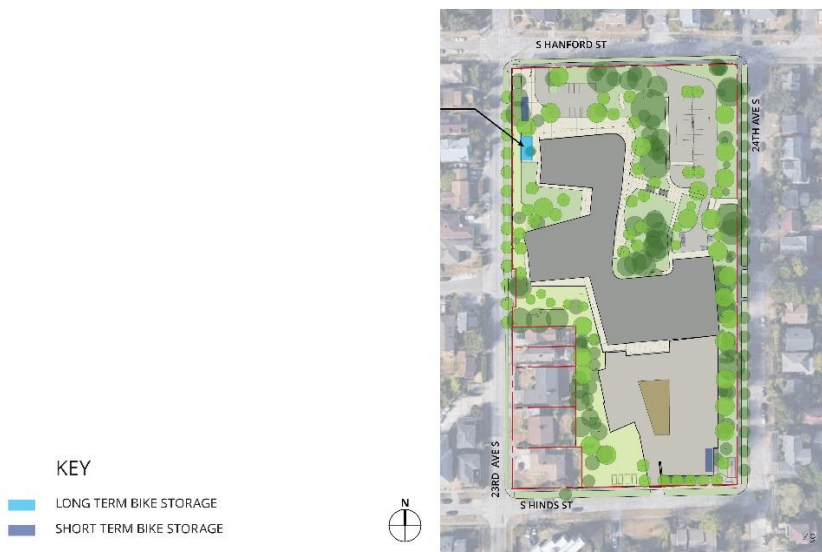 S HANFORD ST
24TH AVE S
23RD AVE S
S HINDS ST
KEY
LONG TERM BIKE STORAGE
SHORT TERM BIKE STORAGE
N